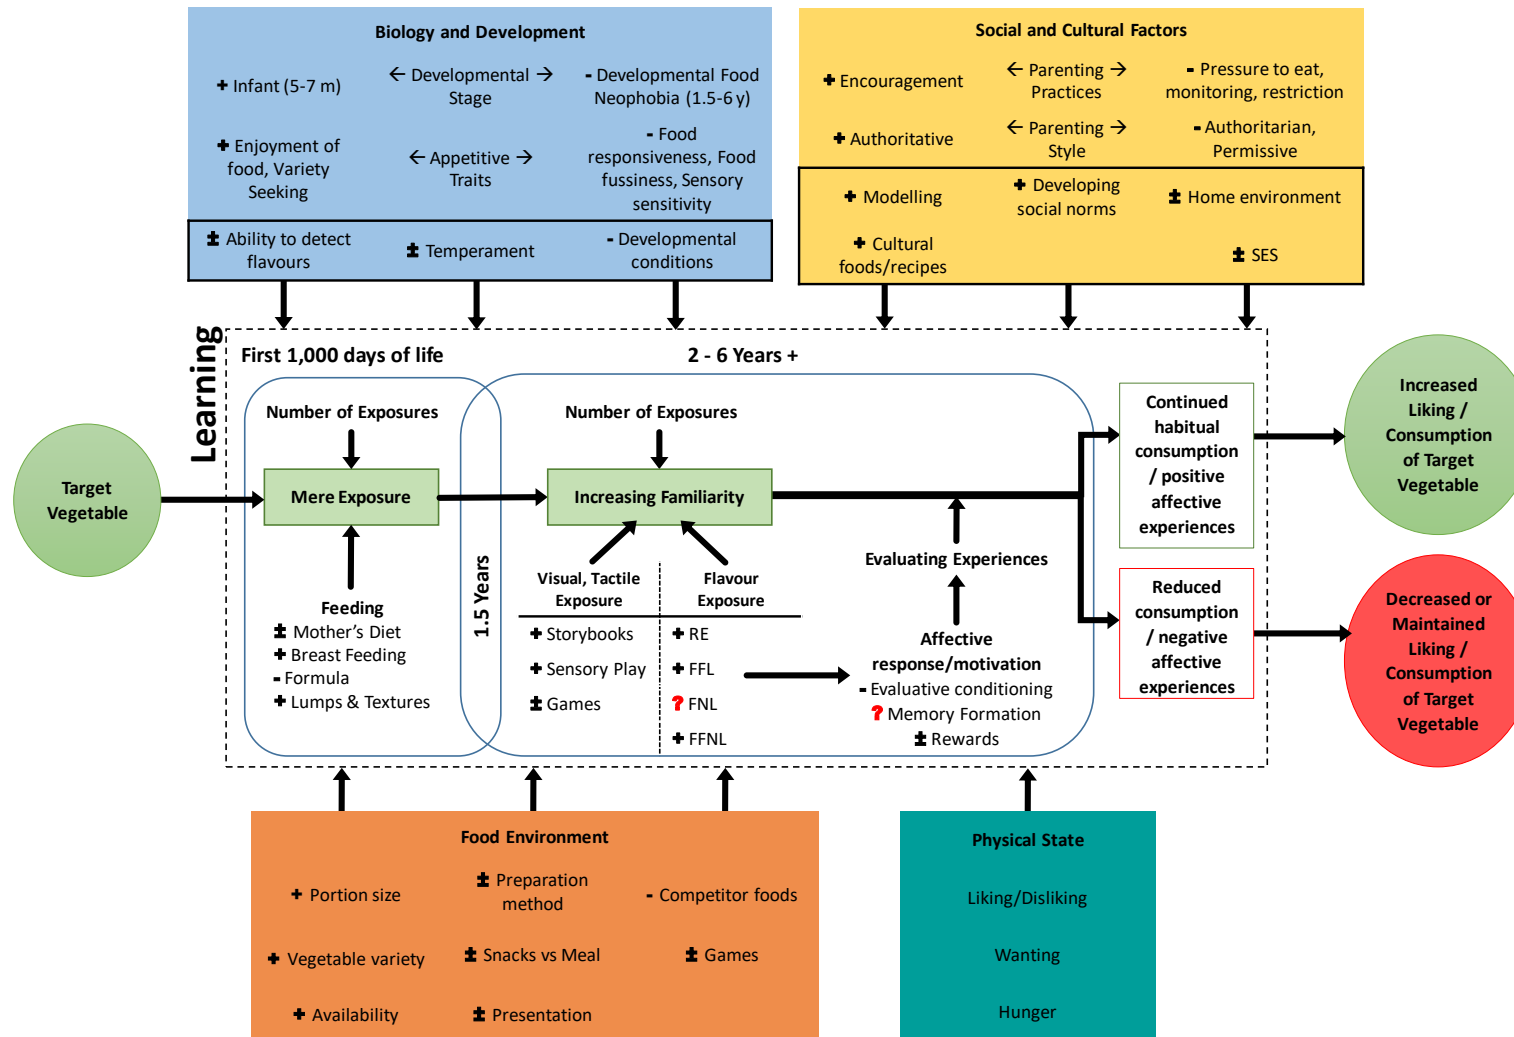 Biology and Development
+ Infant (5-7 m)
← Developmental →
Stage
- Developmental Food
Neophobia (1.5-6 y)
+ Enjoyment of
food, Variety
Seeking
← Appetitive →
Traits
- Food
responsiveness, Food
fussiness, Sensory
sensitivity
± Ability to detect
flavours
± Temperament
- Developmental
conditions
Social and Cultural Factors
+ Encouragement
← Parenting →
Practices
- Pressure to eat,
monitoring, restriction
+ Authoritative
← Parenting →
Style
- Authoritarian,
Permissive
+ Modelling
+ Developing
social norms
± Home environment
+ Cultural
foods/recipes
± SES
Learning
First 1,000 days of life
2 - 6 Years +
Target
Vegetable
Number of Exposures
Mere Exposure
Feeding
± Mother's Diet
+ Breast Feeding
- Formula
+ Lumps & Textures
1.5 Years
Number of Exposures
Increasing Familiarity
Visual, Tactile
Exposure
+ Storybooks
+ Sensory Play
± Games
Flavour
Exposure
+ RE
+ FFL
? FNL
+ FFNL
Evaluating Experiences
Affective
response/motivation
- Evaluative conditioning
? Memory Formation
± Rewards
Continued
habitual
consumption
/ positive
affective
experiences
Reduced
consumption
/ negative
affective
experiences
Increased
Liking /
Consumption
of Target
Vegetable
Decreased or
Maintained
Liking /
Consumption
of Target
Vegetable
Food Environment
+ Portion size
± Preparation
method
- Competitor foods
+ Vegetable variety
± Snacks vs Meal
± Games
+ Availability
± Presentation
Physical State
Liking/Disliking
Wanting
Hunger